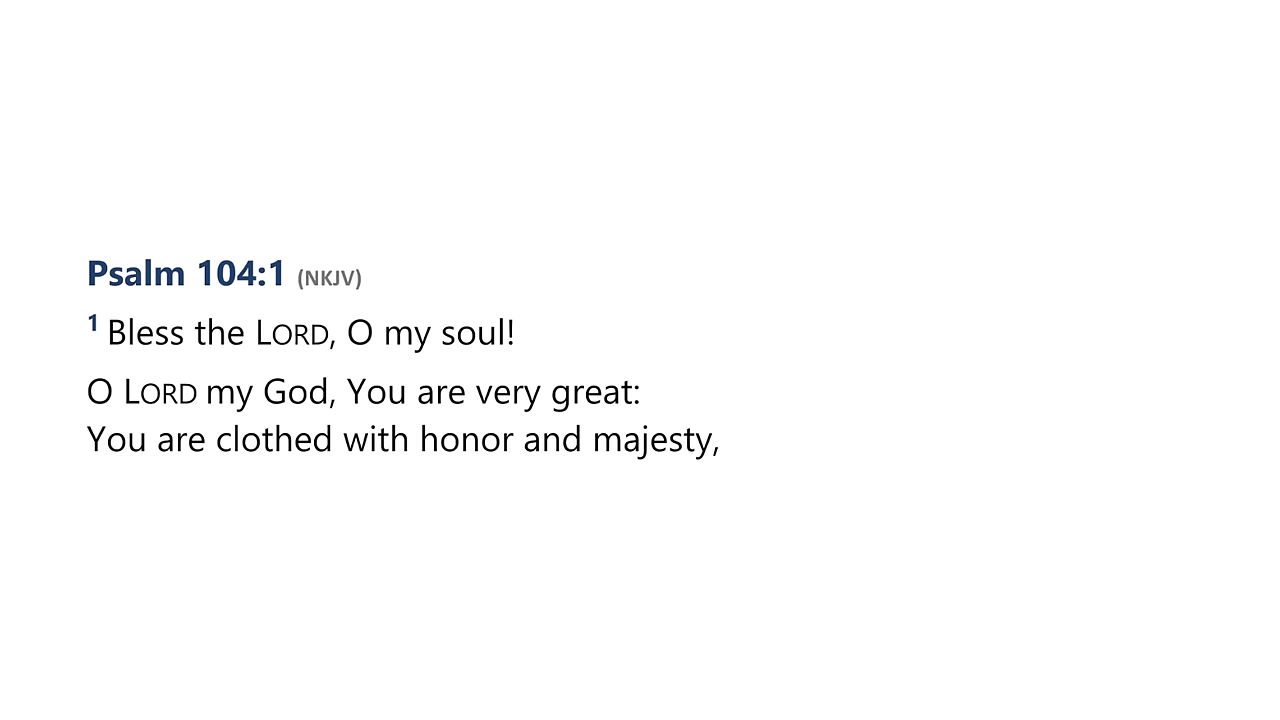 Psalm 104:1 (NKJV)
1 Bless the LORD, O my soul!
O LORD my God, You are very great:
You are clothed with honor and majesty,